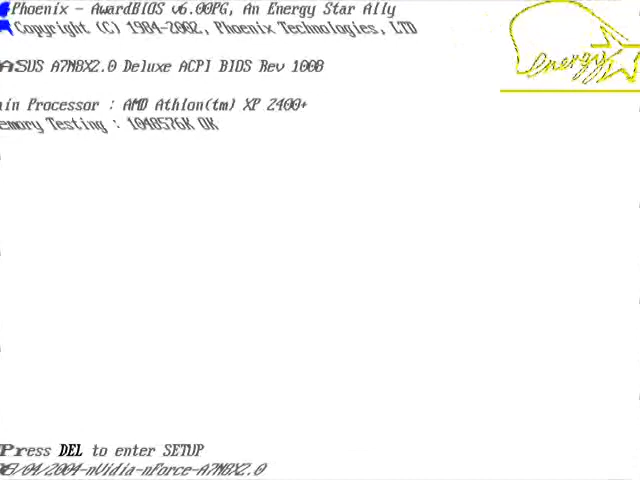 Phoenix - AwardBIOS v6.00PG, An Energy Star Ally
Copyright (C) 1984-2002, Phoenix Technologies, LTD
energy
ASUS A7N8X2.0 Deluxe ACPI BIOS Rev 1008
ain Processor : AMD Athlon(tm) XP 2400+
emory Testing : 1048576K OK
Press DEL to enter SETUP
/04/2004-nVidia-nForce-A7N8X2.0